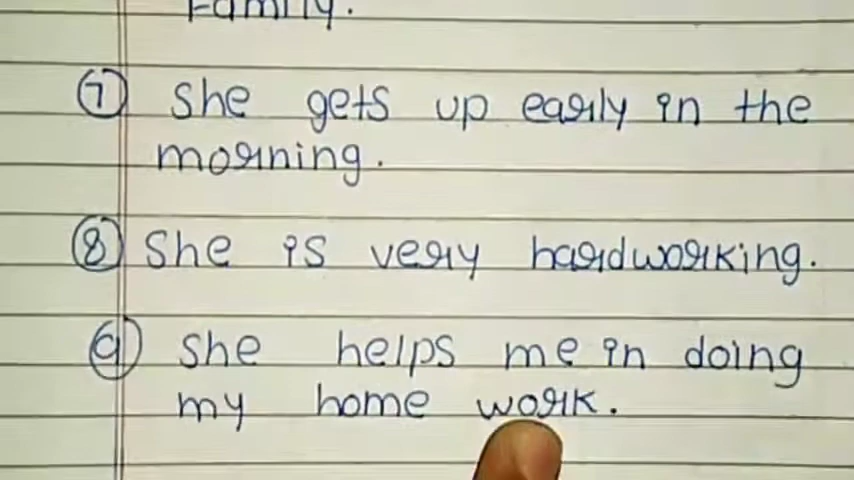 Family.
7 She gets up early in the
morning.
8 She is very hardworking.
9 She helps me in doing
my home work.